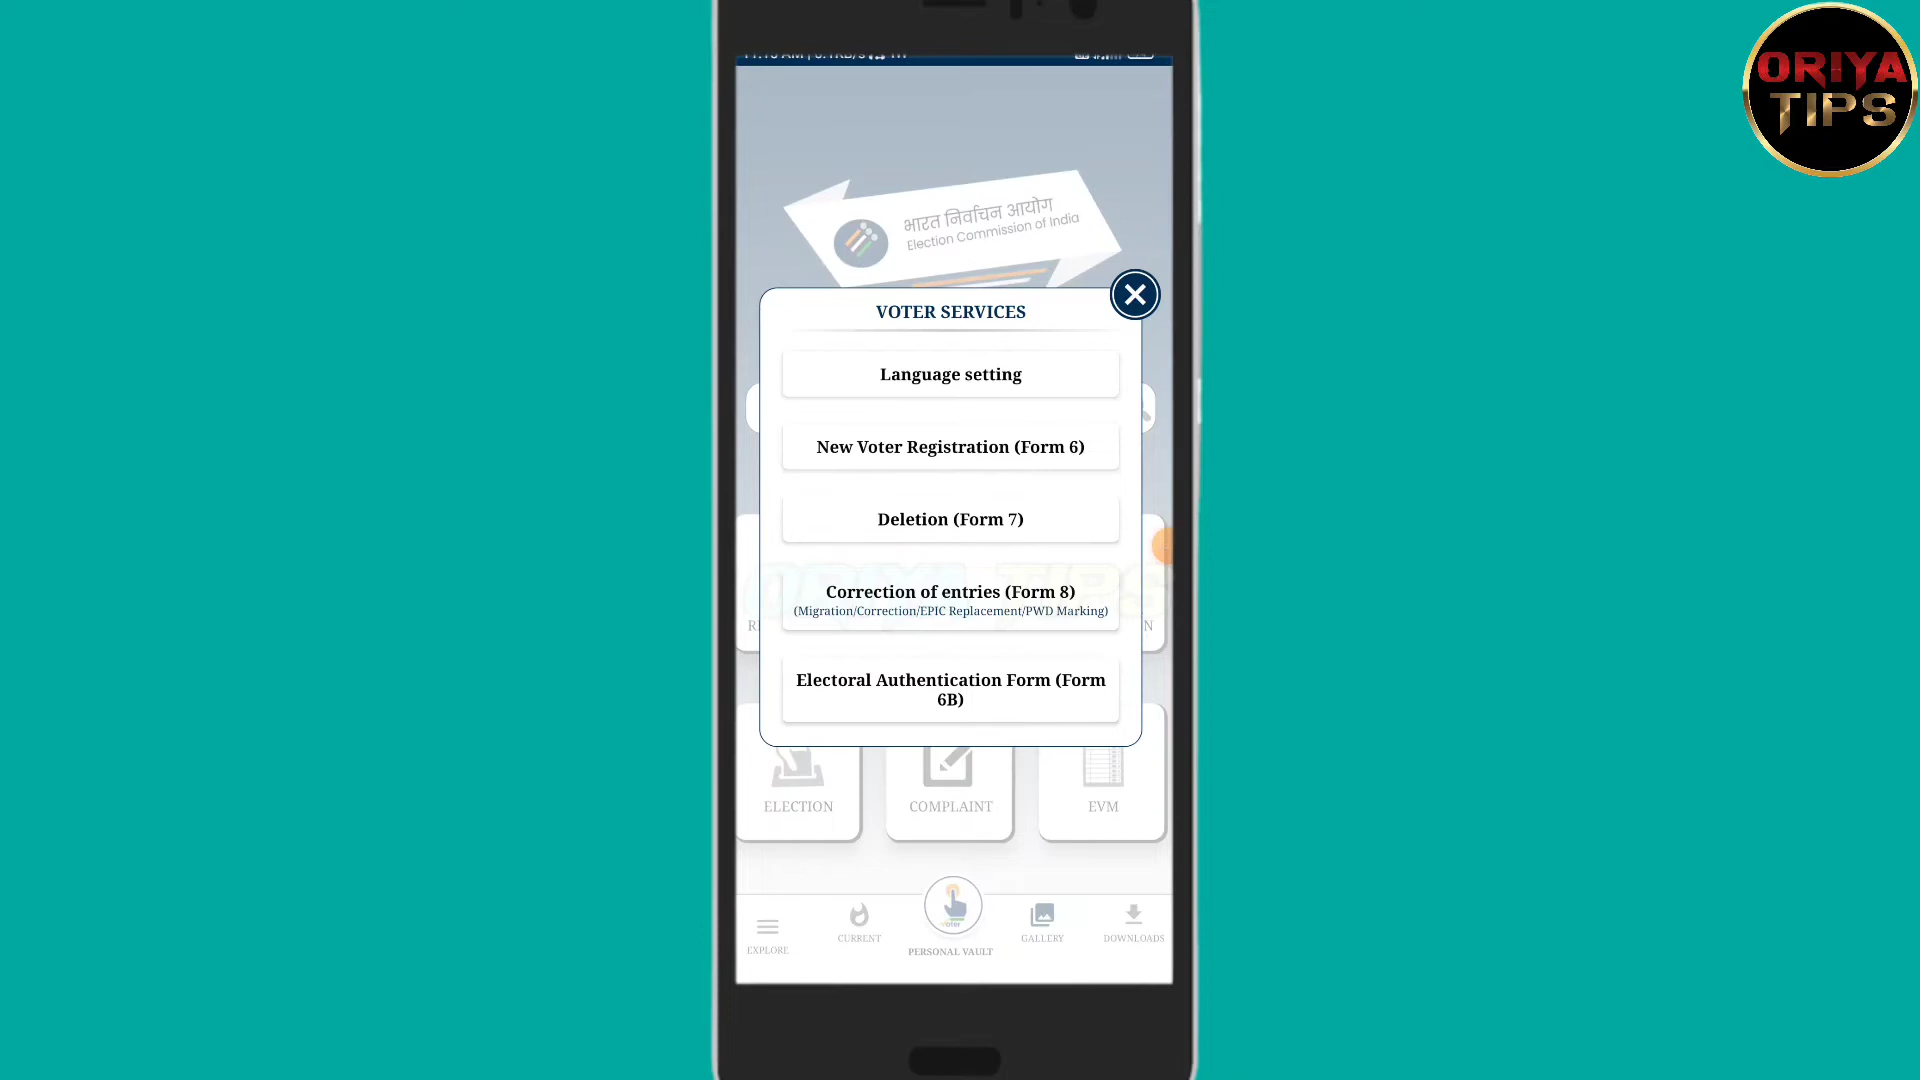 ORIYA
TIPS
भारत निर्वाचन आयोग
Election Commission of India
VOTER SERVICES
Language setting
New Voter Registration (Form 6)
Deletion (Form 7)
Correction of entries (Form 8)
(Migration/Correction/EPIC Replacement/PWD Marking)
Electoral Authentication Form (Form
6B)
ORIYA TIPS
ELECTION COMPLAINT EVM
EXPLORE CURRENT PERSONAL VAULT GALLERY DOWNLOADS